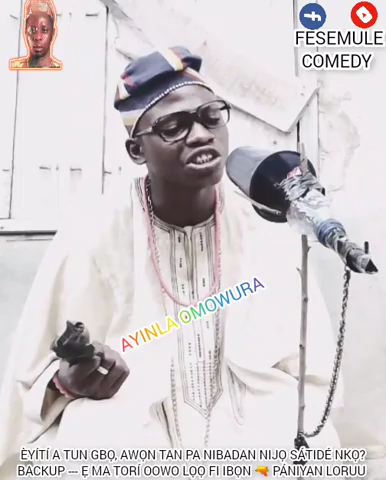 FESEMULE
COMEDY
AYINLA OMOWURA
ÈYÍTÍ A TUN GBỌ, AWỌN TAN PA NIBADAN NIJỌ SÁTIDÉ NKỌ?
BACKUP --- Ẹ MA TORÍ OOWO LỌỌ FI IBỌN 🔫 PÁNIYAN LORUU